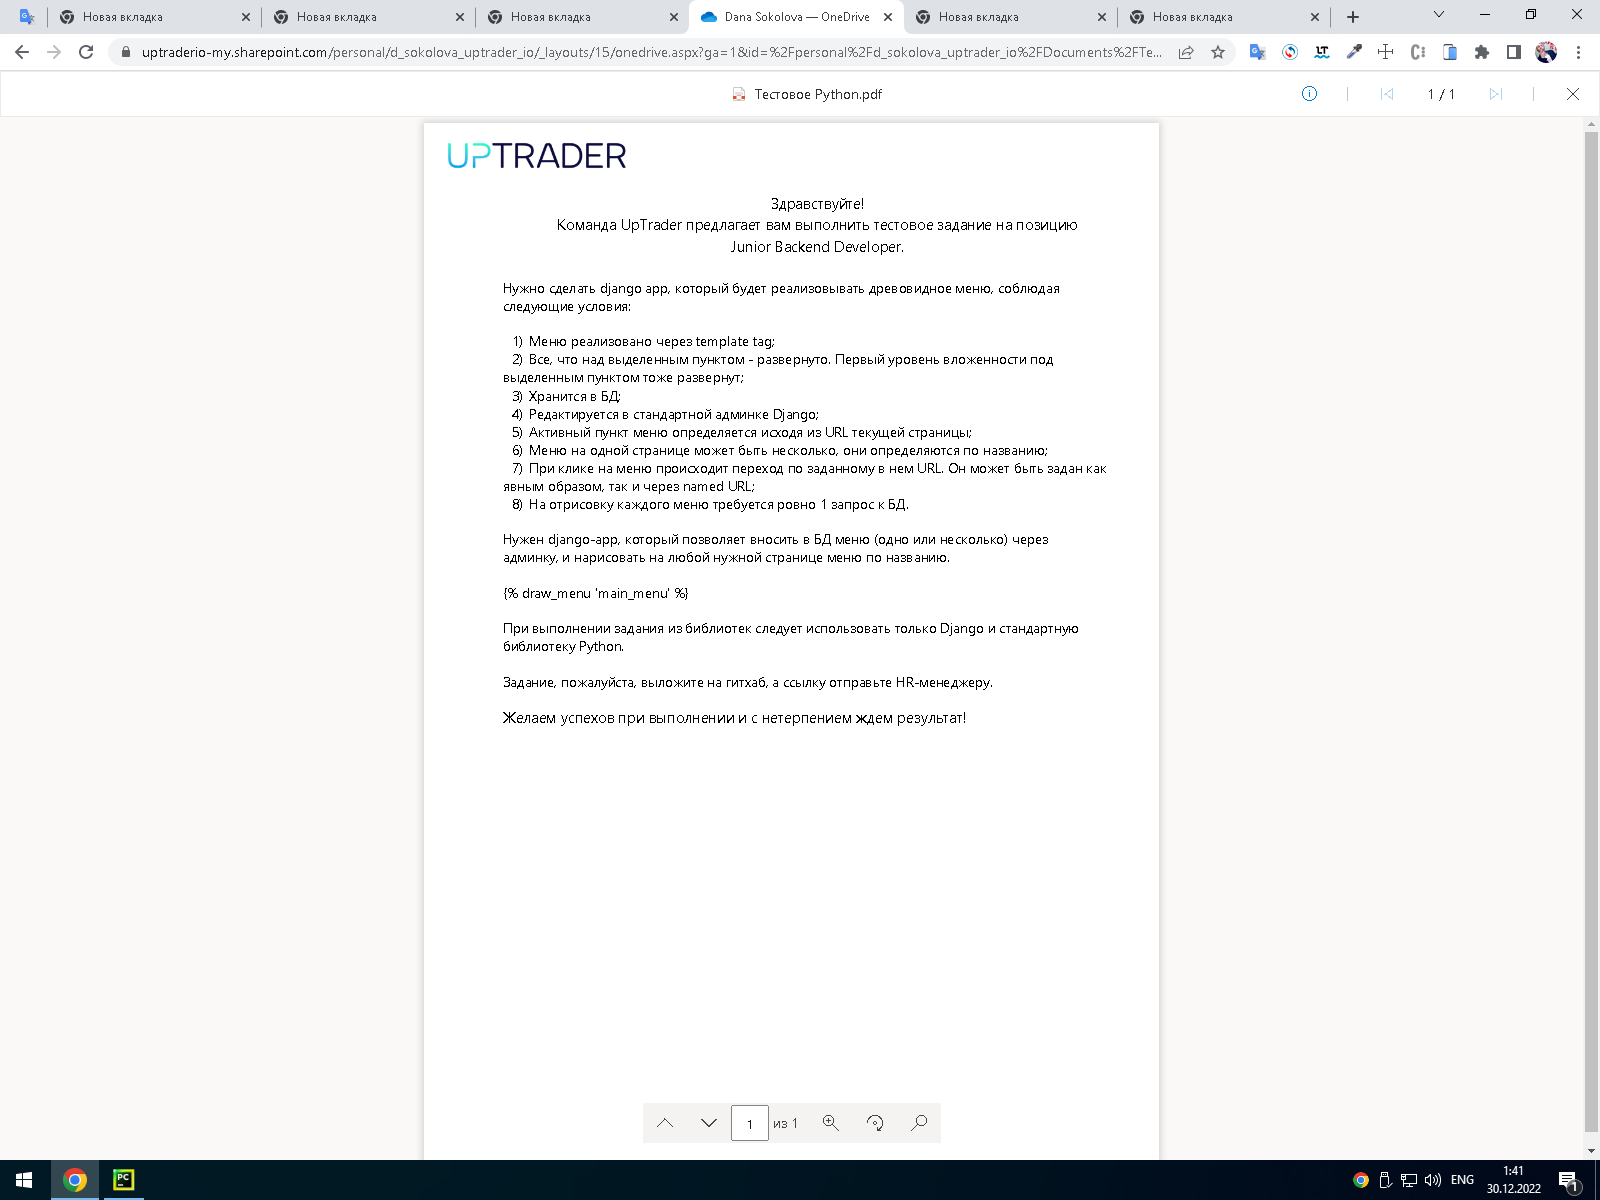 Новая вкладка
Новая вкладка
Новая вкладка
Dana Sokolova — OneDrive
Новая вкладка
Новая вкладка
uptraderio-my.sharepoint.com/personal/d_sokolova_uptrader_io/_layouts/15/onedrive.aspx?ga=1&id=%2Fpersonal%2Fd_sokolova_uptrader_io%2FDocuments%2FTe...
Тестовое Python.pdf
1 / 1
UPTRADER
Здравствуйте!
Команда UpTrader предлагает вам выполнить тестовое задание на позицию
Junior Backend Developer.
Нужно сделать django app, который будет реализовывать древовидное меню, соблюдая
следующие условия:
1) Меню реализовано через template tag;
2) Все, что над выделенным пунктом - развернуто. Первый уровень вложенности под
выделенным пунктом тоже развернут;
3) Хранится в БД;
4) Редактируется в стандартной админке Django;
5) Активный пункт меню определяется исходя из URL текущей страницы;
6) Меню на одной странице может быть несколько, они определяются по названию;
7) При клике на меню происходит переход по заданному в нем URL. Он может быть задан как
явным образом, так и через named URL;
8) На отрисовку каждого меню требуется ровно 1 запрос к БД.
Нужен django-app, который позволяет вносить в БД меню (одно или несколько) через
админку, и нарисовать на любой нужной странице меню по названию.
{% draw_menu 'main_menu' %}
При выполнении задания из библиотек следует использовать только Django и стандартную
библиотеку Python.
Задание, пожалуйста, выложите на гитхаб, а ссылку отправьте HR-менеджеру.
Желаем успехов при выполнении и с нетерпением ждем результат!
1 из 1
PC
ENG
1:41
30.12.2022
1